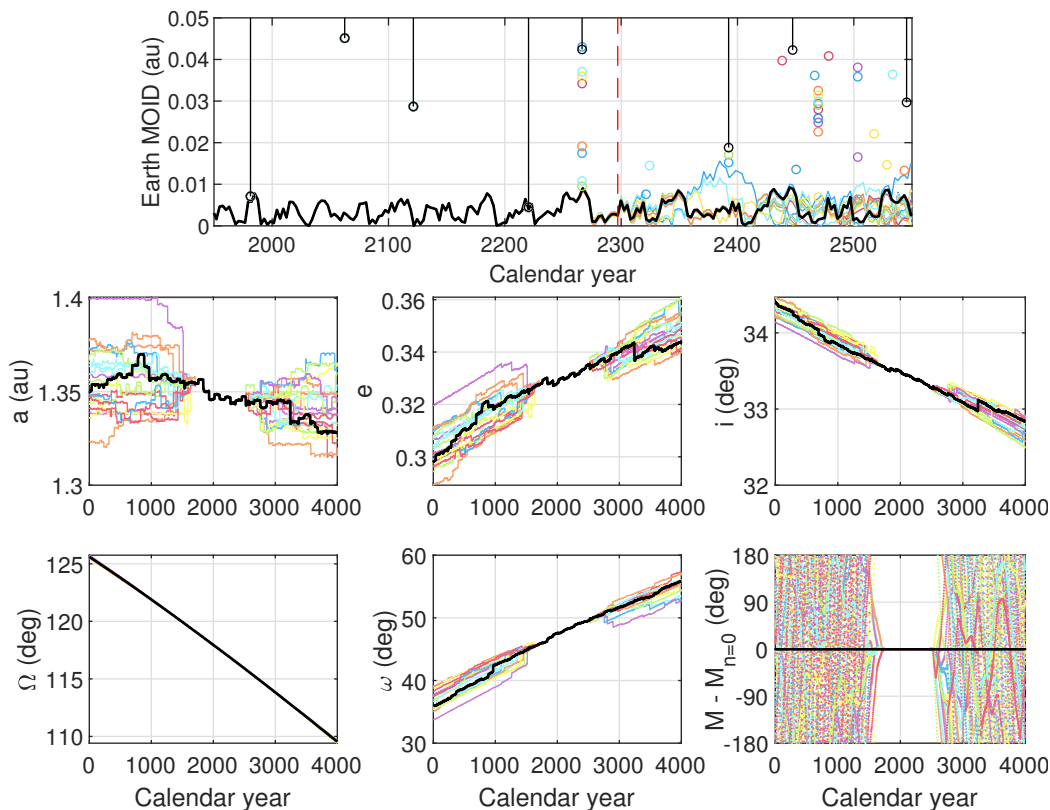 0.05
0.04
0.03
0.02
0.01
0
Earth MOID (au)
2000 2100 2200 2300 2400 2500
Calendar year
1.4
1.35
1.3
a (au)
0 1000 2000 3000 4000
0.36
0.34
0.32
0.3
e
0 1000 2000 3000 4000
34
33
32
i (deg)
0 1000 2000 3000 4000
125
120
115
110
Ω (deg)
0 1000 2000 3000 4000
Calendar year
60
50
40
30
ω (deg)
0 1000 2000 3000 4000
Calendar year
180
90
0
-90
-180
M - Mn=0 (deg)
0 1000 2000 3000 4000
Calendar year